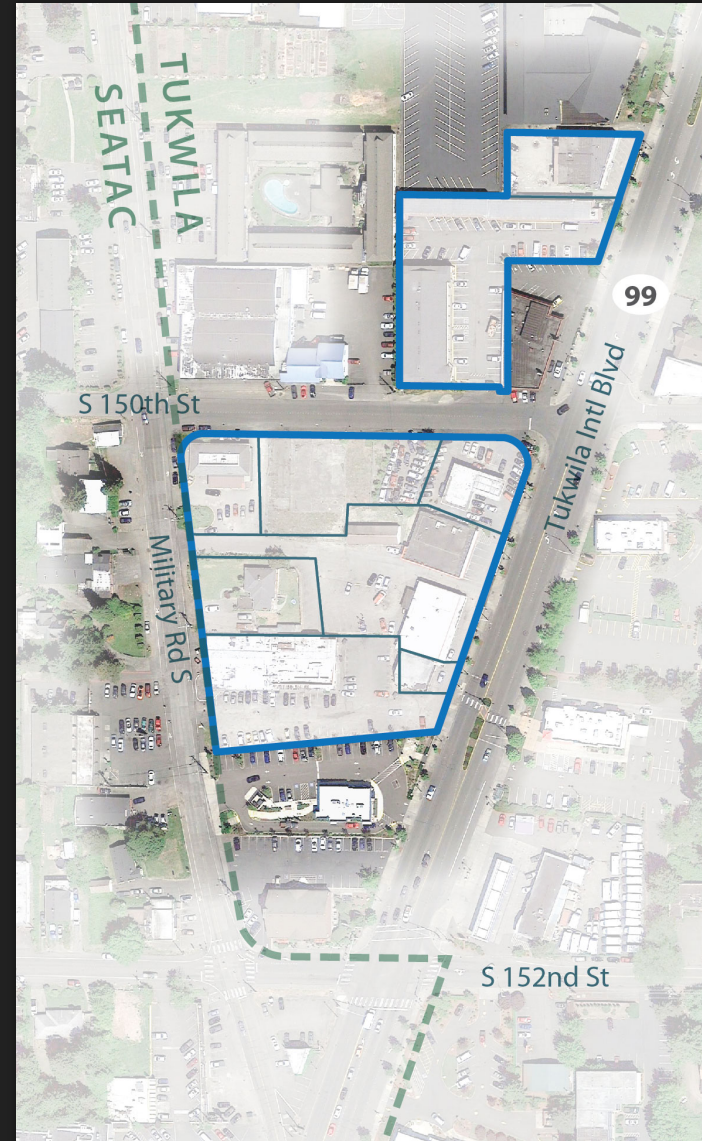 TUKWILA
SEATAC
99
S 150th St
Tukwila Intl Blvd
Military Rd S
S 152nd St